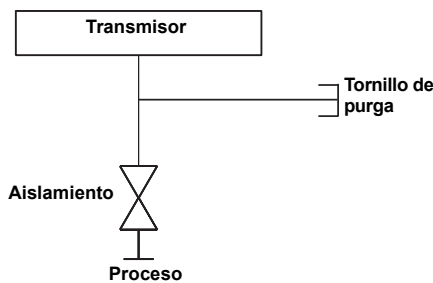 Transmisor
Tornillo de
purga
Aislamiento
Proceso